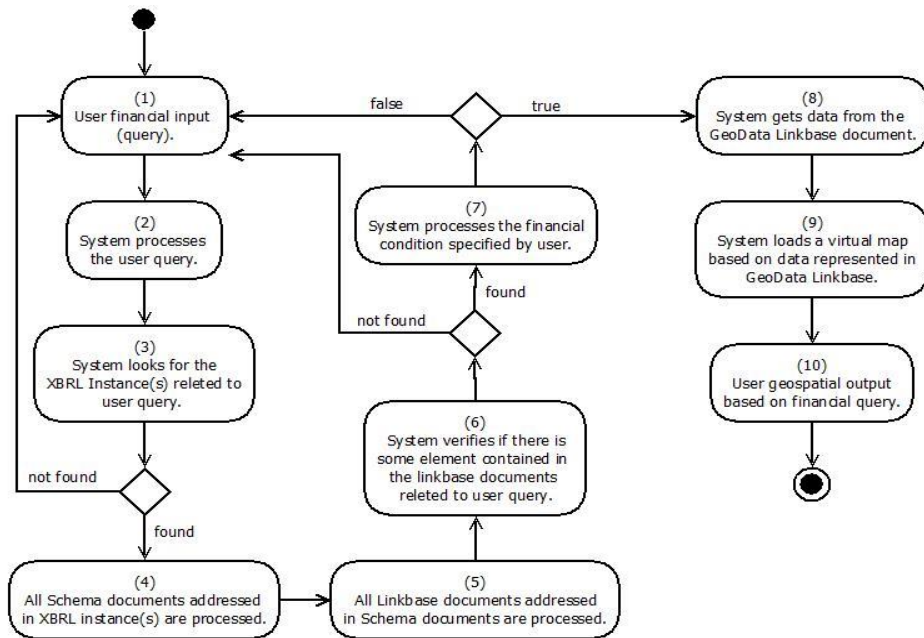 (1)
User financial input
(query).
(2)
System processes
the user query.
(3)
System looks for the
XBRL Instance(s) releted to
user query.
not found
found
(4)
All Schema documents addressed
in XBRL instance(s) are processed.
(5)
All Linkbase documents addressed
in Schema documents are processed.
(6)
System verifies if there is
some element contained in
the linkbase documents
releted to user query.
not found
found
(7)
System processes the financial
condition specified by user.
false
true
(8)
System gets data from the
GeoData Linkbase document.
(9)
System loads a virtual map
based on data represented in
GeoData Linkbase.
(10)
User geospatial output
based on financial query.